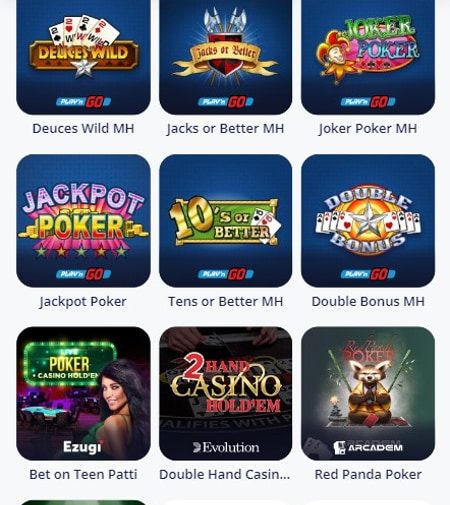 DEUCES WILD
Jacks or Better
JOKER
POKER
PLAY'n GO
PLAY'n GO
PLAY'n GO
Deuces Wild MH
Jacks or Better MH
Joker Poker MH
JACKPOT
POKER
10's or
BETTER
DOUBLE
BONUS
PLAY'n GO
PLAY'n GO
PLAY'n GO
Jackpot Poker
Tens or Better MH
Double Bonus MH
LIVE
POKER
CASINO HOLD'EM
Ezugi
2 HAND
CASINO
HOLD'EM
Evolution
Red Panda
POKER
ARCADEM
Bet on Teen Patti
Double Hand Casin...
Red Panda Poker